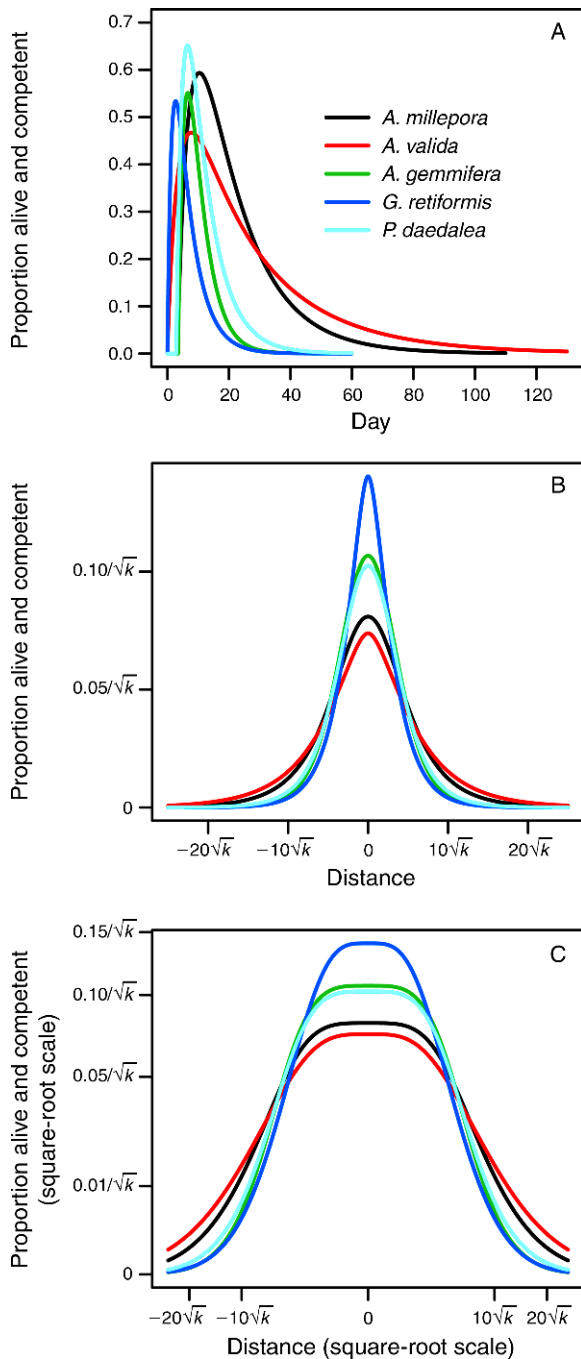 A
Proportion alive and competent
0.7
0.6
0.5
0.4
0.3
0.2
0.1
0.0
A. millepora
A. valida
A. gemmifera
G. retiformis
P. daedalea
0 20 40 60 80 100 120
Day
B
Proportion alive and competent
0.10/√k
0.05/√k
0
−20√k −10√k 0 10√k 20√k
Distance
C
Proportion alive and competent
(square-root scale)
0.15/√k
0.10/√k
0.05/√k
0.01/√k
0
−20√k −10√k 0 10√k 20√k
Distance (square-root scale)